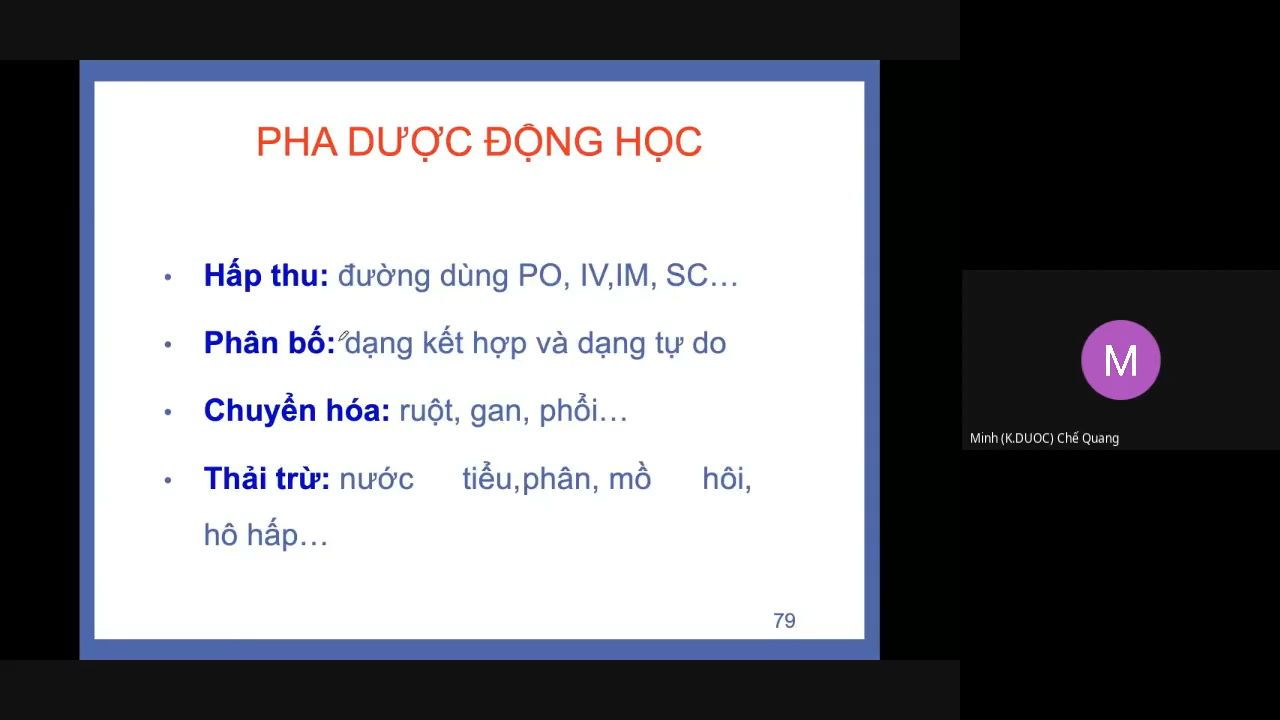 PHA DƯỢC ĐỘNG HỌC
• Hấp thu: đường dùng PO, IV,IM, SC…
• Phân bố: dạng kết hợp và dạng tự do
• Chuyển hóa: ruột, gan, phổi…
• Thải trừ: nước tiểu,phân, mồ hôi,
hô hấp…
79
M
Minh (K.DUOC) Chế Quang